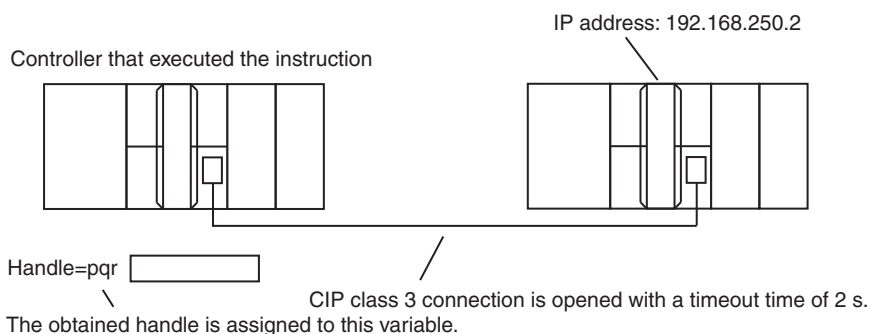 IP address: 192.168.250.2
Controller that executed the instruction
Handle=pqr
CIP class 3 connection is opened with a timeout time of 2 s.
The obtained handle is assigned to this variable.